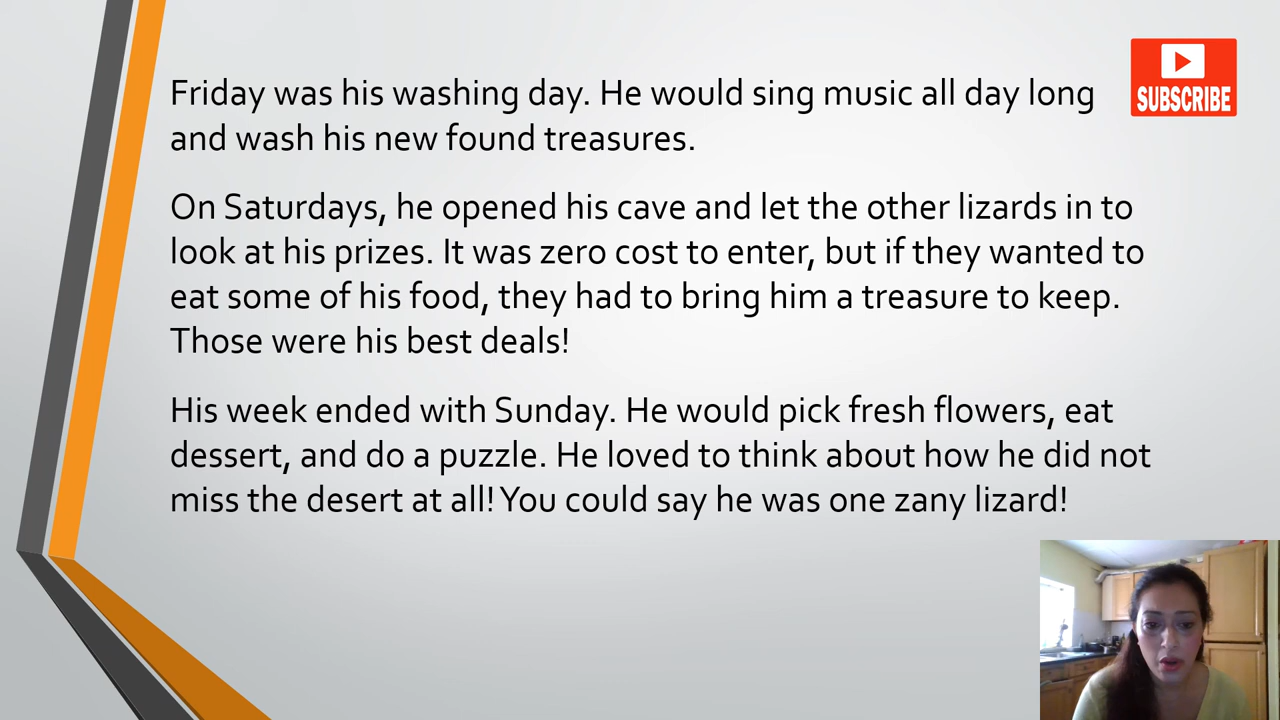 Friday was his washing day. He would sing music all day long
and wash his new found treasures.
On Saturdays, he opened his cave and let the other lizards in to
look at his prizes. It was zero cost to enter, but if they wanted to
eat some of his food, they had to bring him a treasure to keep.
Those were his best deals!
His week ended with Sunday. He would pick fresh flowers, eat
dessert, and do a puzzle. He loved to think about how he did not
miss the desert at all! You could say he was one zany lizard!
SUBSCRIBE